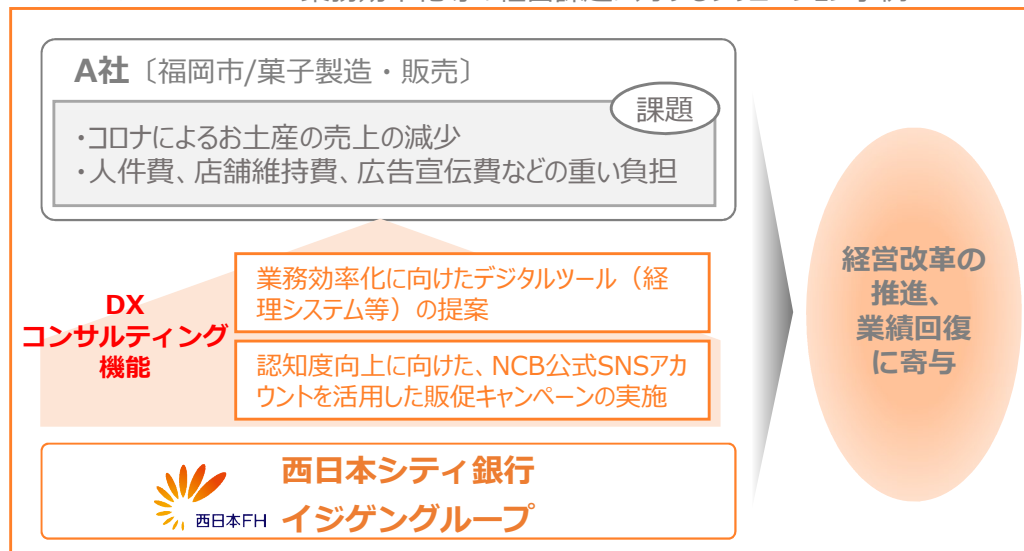 A社〔福岡市/菓子製造・販売〕
課題
・コロナによるお土産の売上の減少
・人件費、店舗維持費、広告宣伝費などの重い負担
DX
コンサルティング
機能
業務効率化に向けたデジタルツール（経
理システム等）の提案
認知度向上に向けた、NCB公式SNSアカ
ウントを活用した販促キャンペーンの実施
経営改革の
推進、
業績回復
に寄与
西日本FH
西日本シティ銀行
イジゲングループ